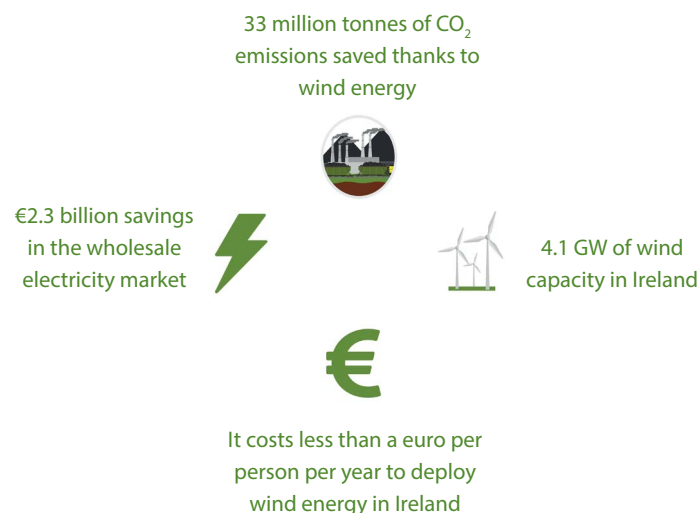 33 million tonnes of CO₂
emissions saved thanks to
wind energy
€2.3 billion savings
in the wholesale
electricity market
4.1 GW of wind
capacity in Ireland
€
It costs less than a euro per
person per year to deploy
wind energy in Ireland